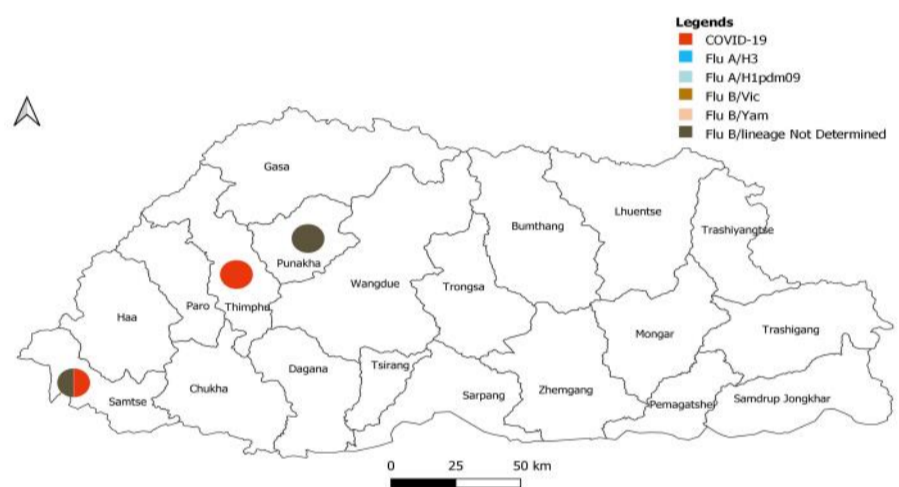 Legends
COVID-19
Flu A/H3
Flu A/H1pdm09
Flu B/Vic
Flu B/Yam
Flu B/lineage Not Determined
Gasa
Lhuentse
Bumthang
Trashiyangtse
Punakha
Wangdue
Trongsa
Paro
Thimphu
Haa
Mongar
Trashigang
Tsirang
Dagana
Chukha
Zhemgang
Sarpang
Samtse
Pemagatshel
Samdrup Jongkhar
0 25 50 km